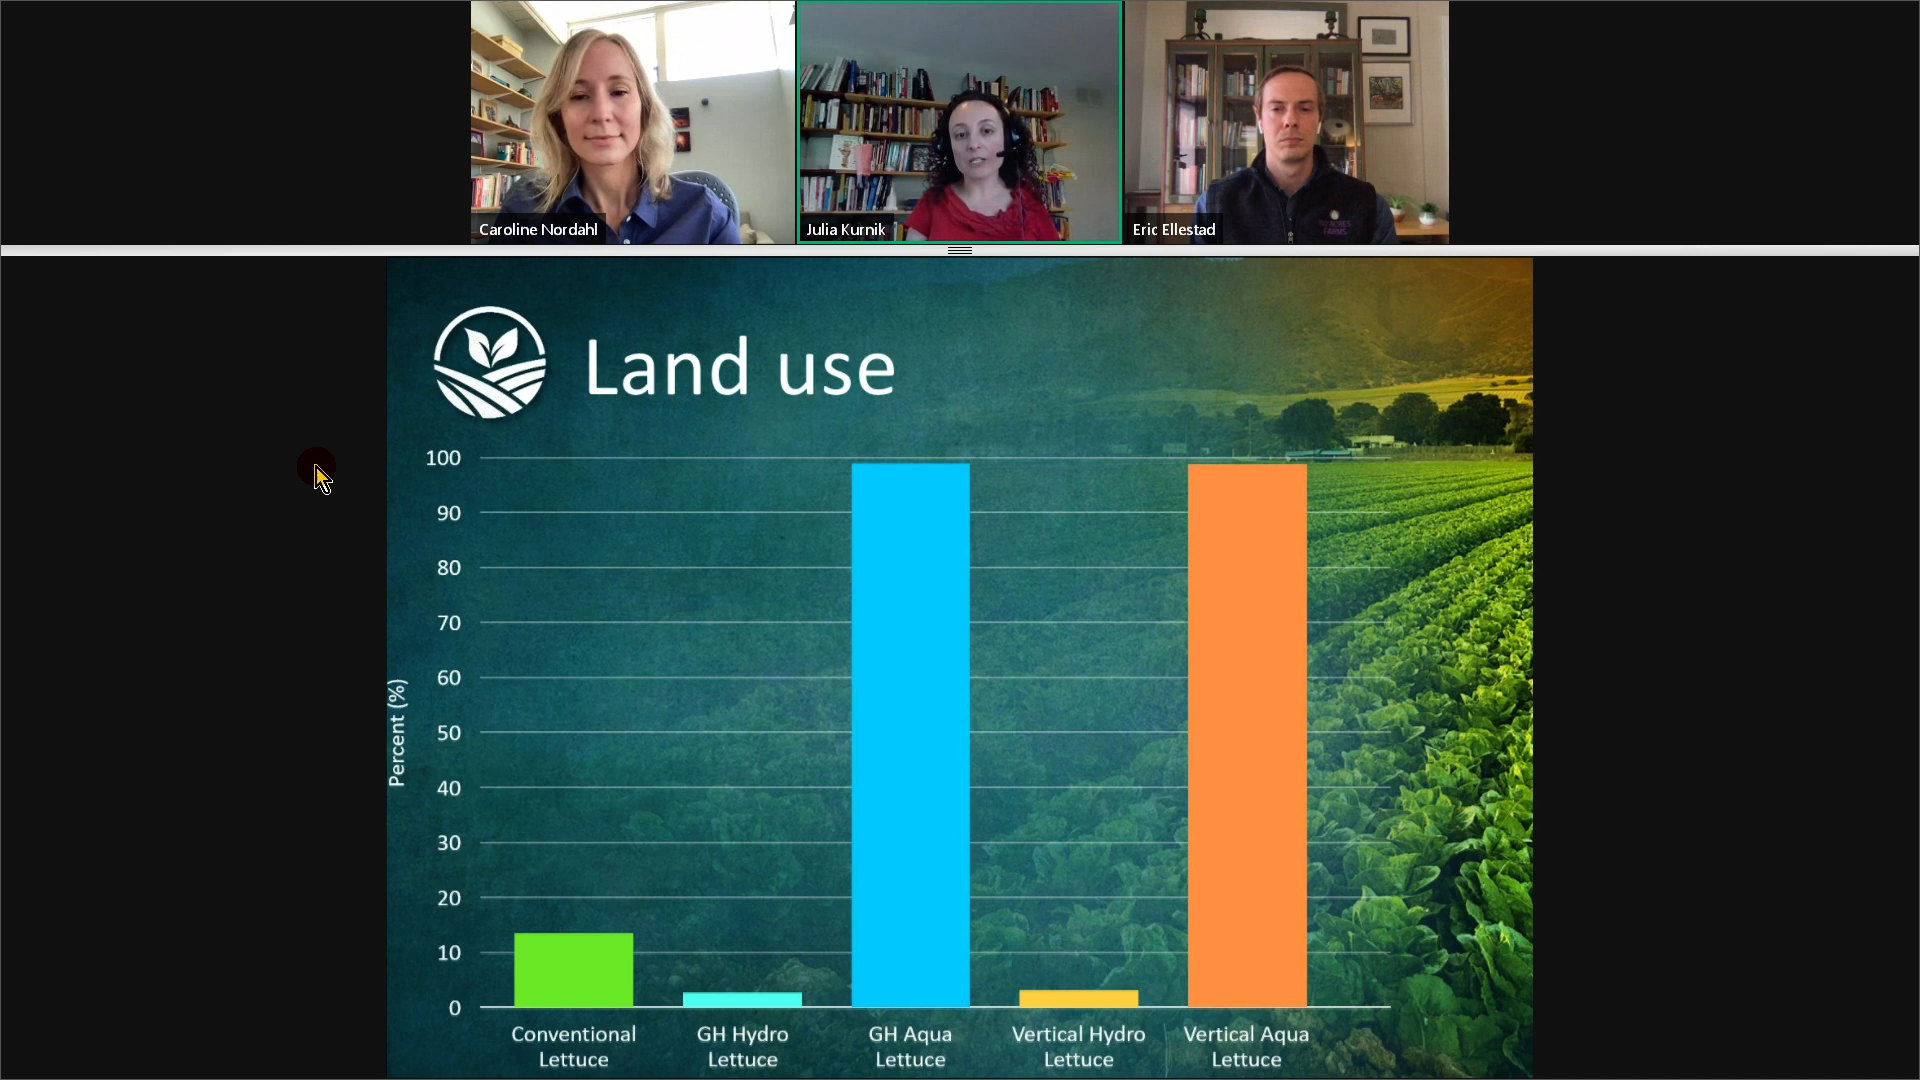 Caroline Nordahl
Julia Kurnik
Eric Ellestad
Land use
100
90
80
70
60
50
40
30
20
10
0
Percent (%)
Conventional Lettuce
GH Hydro Lettuce
GH Aqua Lettuce
Vertical Hydro Lettuce
Vertical Aqua Lettuce